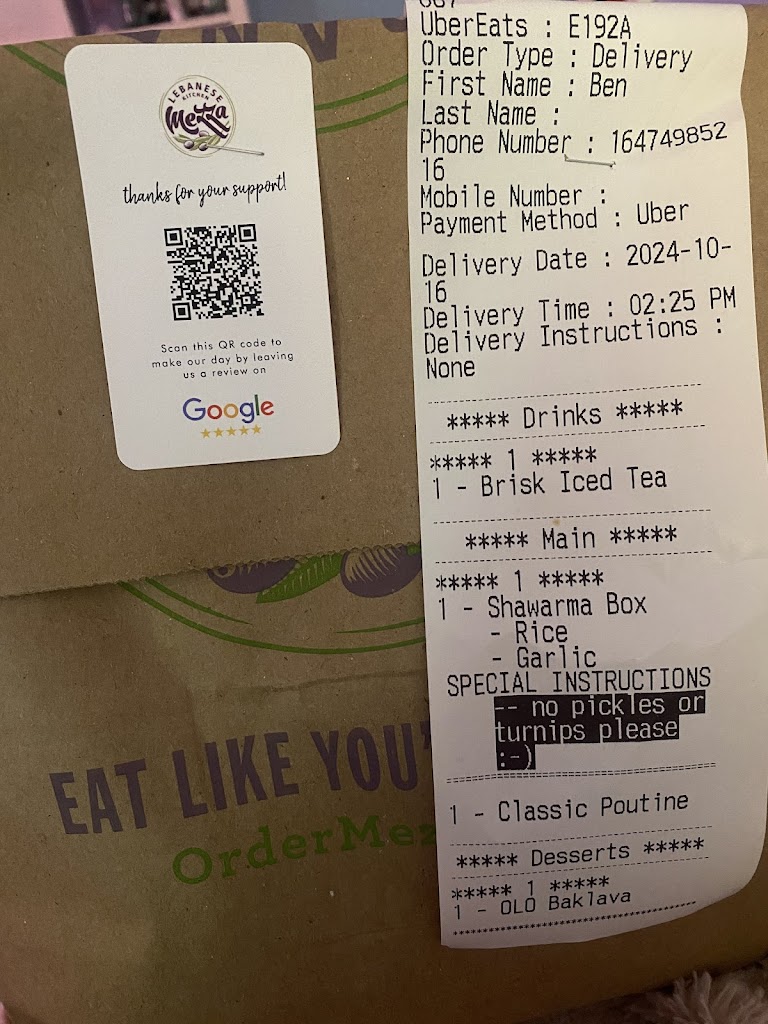 LEBANESE
KITCHEN
Mezza
thanks for your support!
Scan this QR code to
make our day by leaving
us a review on
Google
EAT LIKE YOU'
OrderMez
UberEats : E192A
Order Type : Delivery
First Name : Ben
Last Name :
Phone Number : 164749852
16
Mobile Number :
Payment Method : Uber
Delivery Date : 2024-10-
16
Delivery Time : 02:25 PM
Delivery Instructions :
None
***** Drinks *****
***** 1 *****
1 - Brisk Iced Tea
***** Main *****
***** 1 *****
1 - Shawarma Box
- Rice
- Garlic
SPECIAL INSTRUCTIONS
-- no pickles or
turnips please
:-)
1 - Classic Poutine
***** Desserts *****
***** 1 *****
1 - OLO Baklava